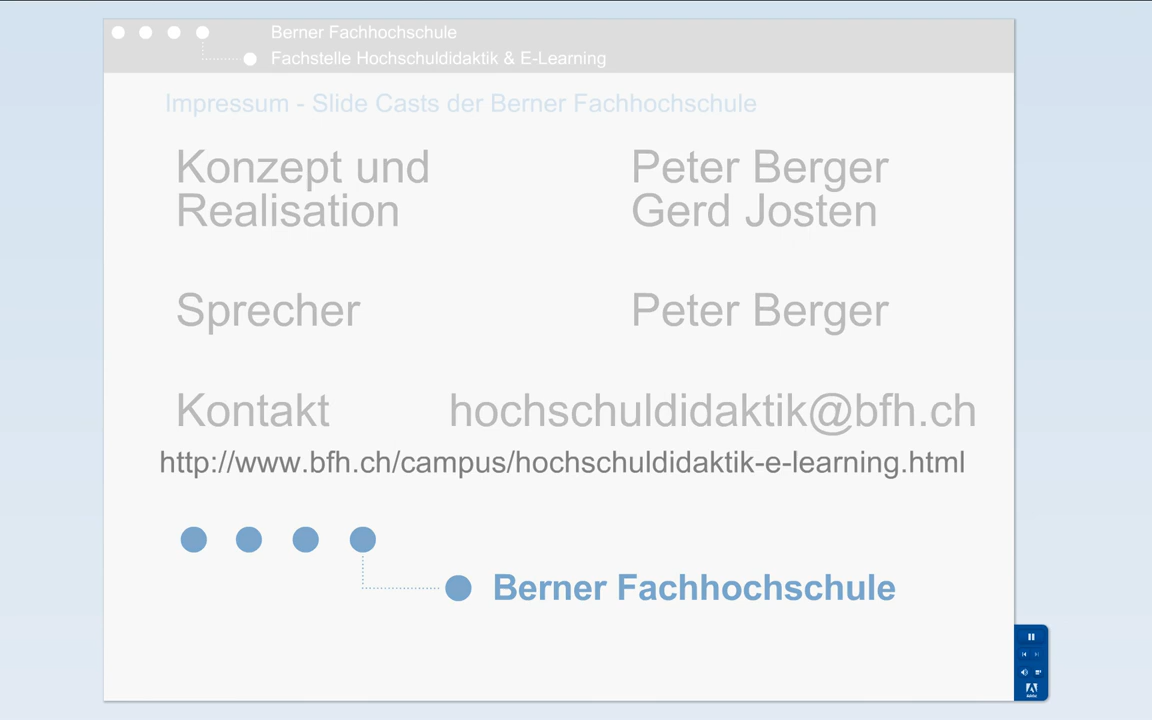 Berner Fachhochschule
Fachstelle Hochschuldidaktik & E-Learning
Impressum - Slide Casts der Berner Fachhochschule
Konzept und Peter Berger
Realisation Gerd Josten
Sprecher Peter Berger
Kontakt hochschuldidaktik@bfh.ch
http://www.bfh.ch/campus/hochschuldidaktik-e-learning.html
Berner Fachhochschule